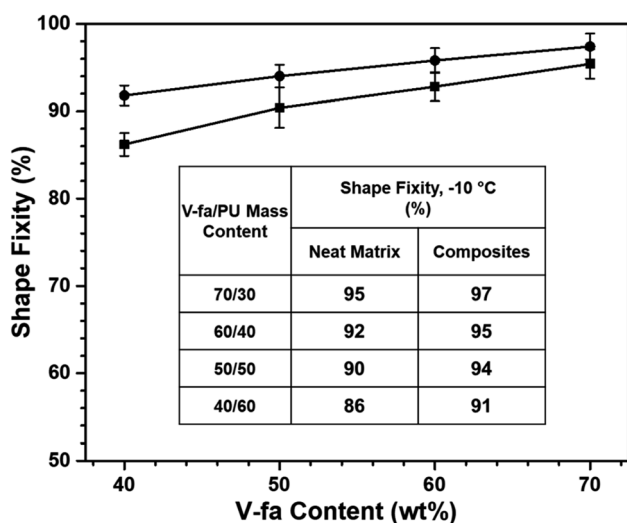 100
90
80
70
60
50
Shape Fixity (%)
V-fa/PU Mass
Content
Shape Fixity, -10 °C
(%)
Neat Matrix Composites
70/30 95 97
60/40 92 95
50/50 90 94
40/60 86 91
40 50 60 70
V-fa Content (wt%)